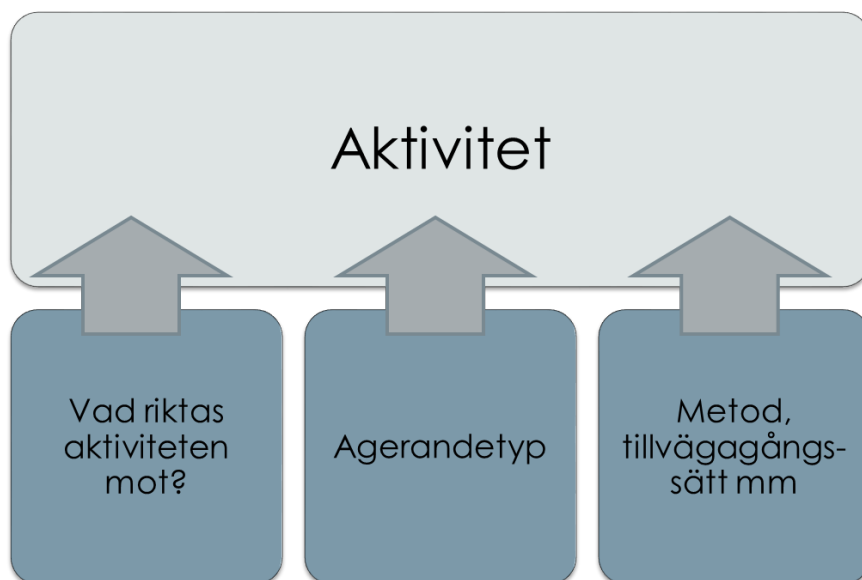 Aktivitet
Vad riktas
aktiviteten
mot?
Agerandetyp
Metod,
tillvägagångs-
sätt mm